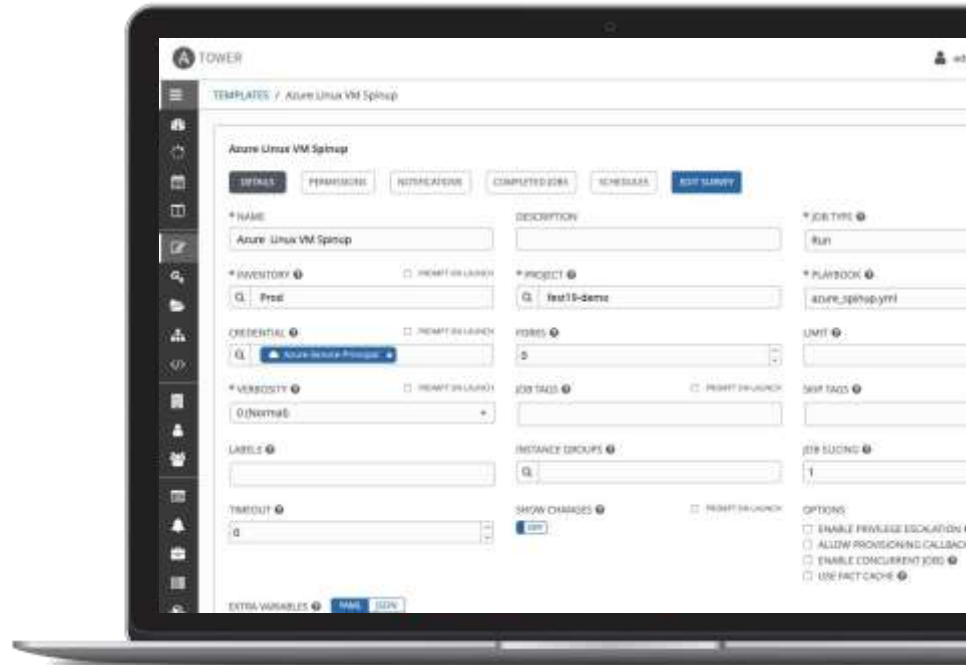 A TOWER
TEMPLATES / Azure Linux VM Spinup
Azure Linux VM Spinup
DETAILS PERMISSIONS NOTIFICATIONS COMPLETED JOBS SCHEDULES EDIT SURVEY
* NAME DESCRIPTION * JOB TYPE
Azure Linux VM Spinup Run
* INVENTORY PROMPT ON LAUNCH * PROJECT * PLAYBOOK
Prod fest19-demo azure_spinup.yml
CREDENTIAL PROMPT ON LAUNCH FORKS LIMIT
Azure Service Principal 0
* VERBOSITY PROMPT ON LAUNCH JOB TAGS PROMPT ON LAUNCH SKIP TAGS
0 (Normal)
LABELS INSTANCE GROUPS JOB SLICING
1
TIMEOUT SHOW CHANGES PROMPT ON LAUNCH OPTIONS
0 OFF ENABLE PRIVILEGE ESCALATION
ALLOW PROVISIONING CALLBACK
ENABLE CONCURRENT JOBS
USE FACT CACHE
EXTRA VARIABLES YAML JSON